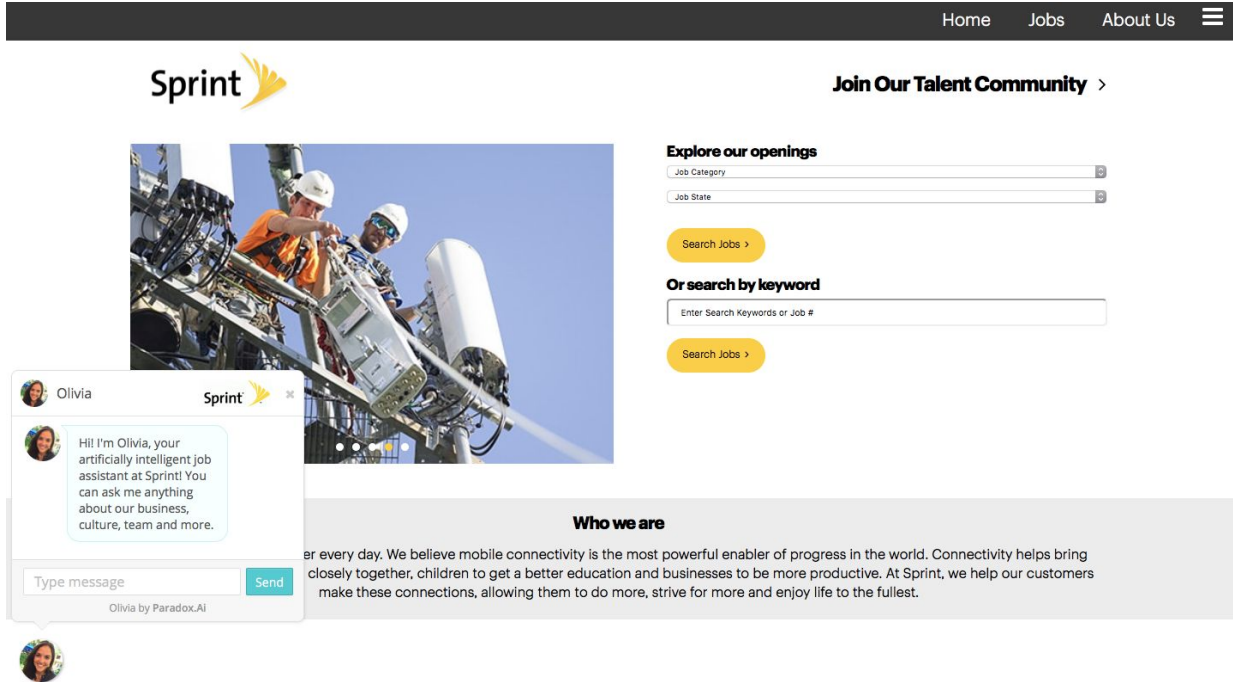 Home Jobs About Us
Sprint
Join Our Talent Community >
Explore our openings
Job Category
Job State
Search Jobs >
Or search by keyword
Enter Search Keywords or Job #
Search Jobs >
Olivia
Sprint
Hi! I'm Olivia, your
artificially intelligent job
assistant at Sprint! You
can ask me anything
about our business,
culture, team and more.
Type message
Send
Olivia by Paradox.Ai
Who we are
er every day. We believe mobile connectivity is the most powerful enabler of progress in the world. Connectivity helps bring
closely together, children to get a better education and businesses to be more productive. At Sprint, we help our customers
make these connections, allowing them to do more, strive for more and enjoy life to the fullest.